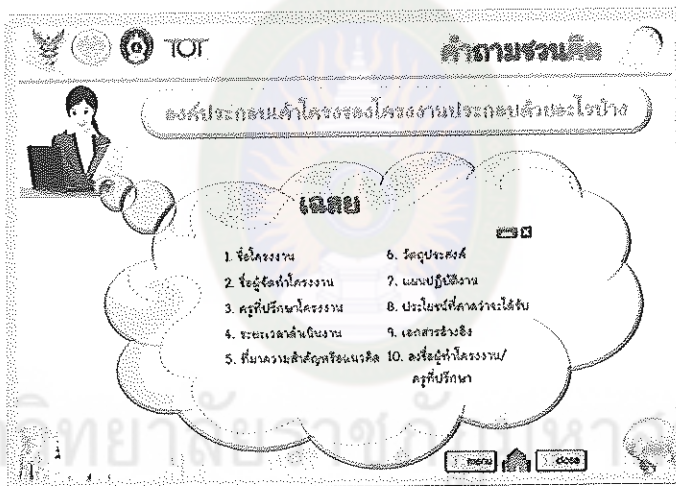 TOT
คำถามชวนคิด
องค์ประกอบเค้าโครงของโครงงานประกอบด้วยอะไรบ้าง
เฉลย
1. ชื่อโครงงาน
2. ชื่อผู้จัดทำโครงงาน
3. ครูที่ปรึกษาโครงงาน
4. ระยะเวลาดำเนินงาน
5. ที่มาความสำคัญหรือแนวคิด
6. วัตถุประสงค์
7. แผนปฏิบัติงาน
8. ประโยชน์ที่คาดว่าจะได้รับ
9. เอกสารอ้างอิง
10. ลงชื่อผู้ทำโครงงาน/
ครูที่ปรึกษา
menu
close